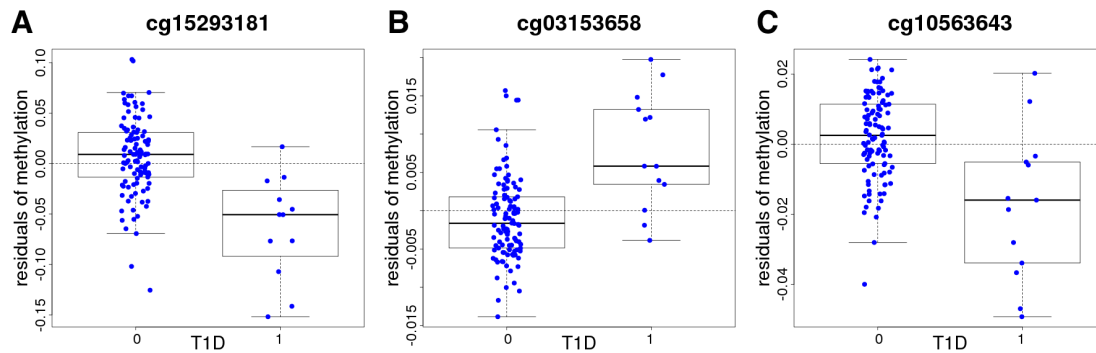 A
cg15293181
residuals of methylation
0.10
0.05
0.00
-0.05
-0.10
-0.15
0
1
T1D
B
cg03153658
residuals of methylation
0.015
0.005
-0.005
-0.015
0
1
T1D
C
cg10563643
residuals of methylation
0.02
0.00
-0.02
-0.04
0
1
T1D